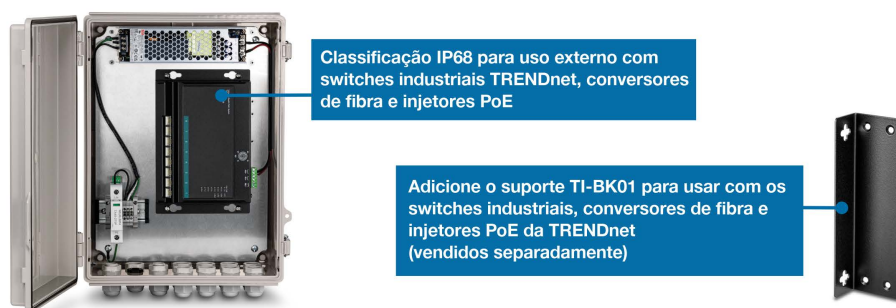 Classificação IP68 para uso externo com
switches industriais TRENDnet, conversores
de fibra e injetores PoE
Adicione o suporte TI-BK01 para usar com os
switches industriais, conversores de fibra e
injetores PoE da TRENDnet
(vendidos separadamente)